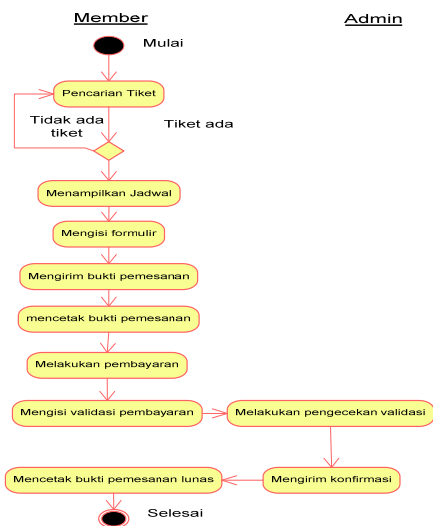 Member
Admin
Mulai
Pencarian Tiket
Tidak ada
tiket
Tiket ada
Menampilkan Jadwal
Mengisi formulir
Mengirim bukti pemesanan
mencetak bukti pemesanan
Melakukan pembayaran
Mengisi validasi pembayaran
Melakukan pengecekan validasi
Mencetak bukti pemesanan lunas
Mengirim konfirmasi
Selesai